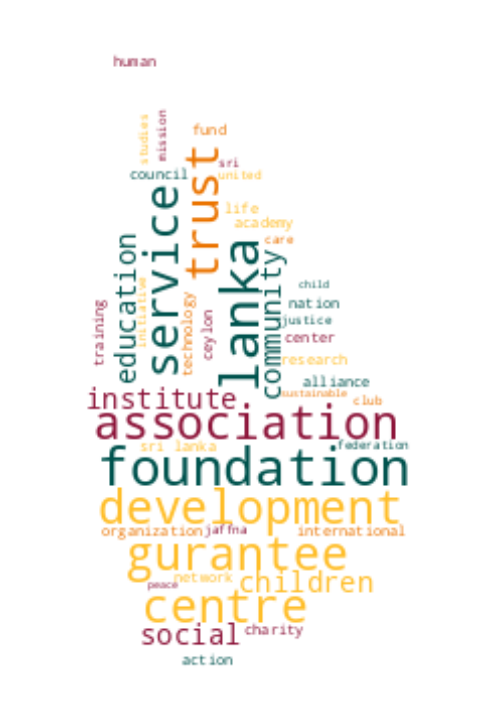 human
studies
mission
fund
trust
sri
council
united
service
life
academy
care
education
lanka
community
initiative
technology
ceylon
training
child
nation
justice
center
research
alliance
sustainable
club
institute
association
sri lanka
federation
foundation
development
organization
jaffna
international
gurantee
network
peace
children
centre
social
charity
action